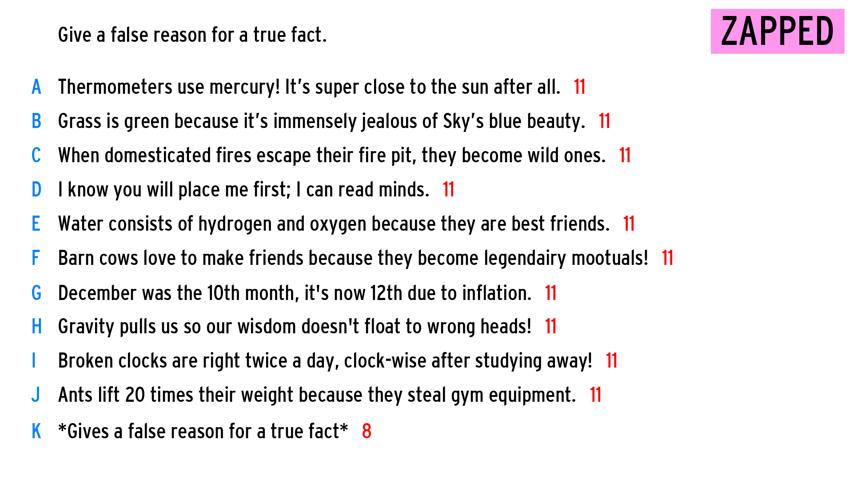 Give a false reason for a true fact.
ZAPPED
A Thermometers use mercury! It’s super close to the sun after all. 11
B Grass is green because it’s immensely jealous of Sky’s blue beauty. 11
C When domesticated fires escape their fire pit, they become wild ones. 11
D I know you will place me first; I can read minds. 11
E Water consists of hydrogen and oxygen because they are best friends. 11
F Barn cows love to make friends because they become legendairy mootuals! 11
G December was the 10th month, it's now 12th due to inflation. 11
H Gravity pulls us so our wisdom doesn't float to wrong heads! 11
I Broken clocks are right twice a day, clock-wise after studying away! 11
J Ants lift 20 times their weight because they steal gym equipment. 11
K *Gives a false reason for a true fact* 8